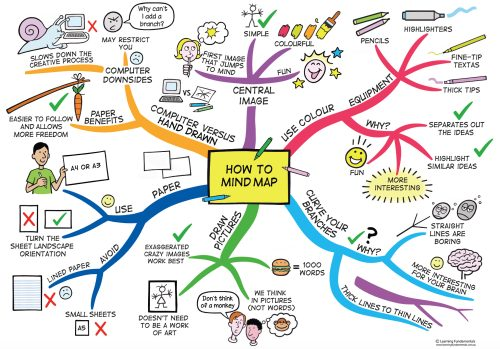 HOW TO
MIND MAP
CENTRAL
IMAGE
SIMPLE
COLOURFUL
FUN
FIRST IMAGE
THAT JUMPS
TO MIND
USE COLOUR
EQUIPMENT
PENCILS
HIGHLIGHTERS
FINE-TIP
TEXTAS
THICK TIPS
WHY?
SEPARATES OUT
THE IDEAS
HIGHLIGHT
SIMILAR IDEAS
FUN
MORE
INTERESTING
CURVE YOUR
BRANCHES
?
WHY?
STRAIGHT
LINES ARE
BORING
MORE INTERESTING
FOR YOUR BRAIN
THICK LINES TO THIN LINES
DRAW
PICTURES
= 1000
WORDS
WE THINK
IN PICTURES
(NOT WORDS)
Don't think
of a monkey
EXAGGERATED
CRAZY IMAGES
WORK BEST
DOESN'T NEED
TO BE A WORK
OF ART
PAPER
USE
A4 OR A3
TURN THE
SHEET LANDSCAPE
ORIENTATION
AVOID
LINED PAPER
SMALL SHEETS
A5
COMPUTER VERSUS
HAND DRAWN
VS
COMPUTER
DOWNSIDES
MAY RESTRICT
YOU
Why can't
I add a
branch?
SLOWS DOWN THE
CREATIVE PROCESS
PAPER
BENEFITS
EASIER TO FOLLOW
AND ALLOWS
MORE FREEDOM
© Learning Fundamentals